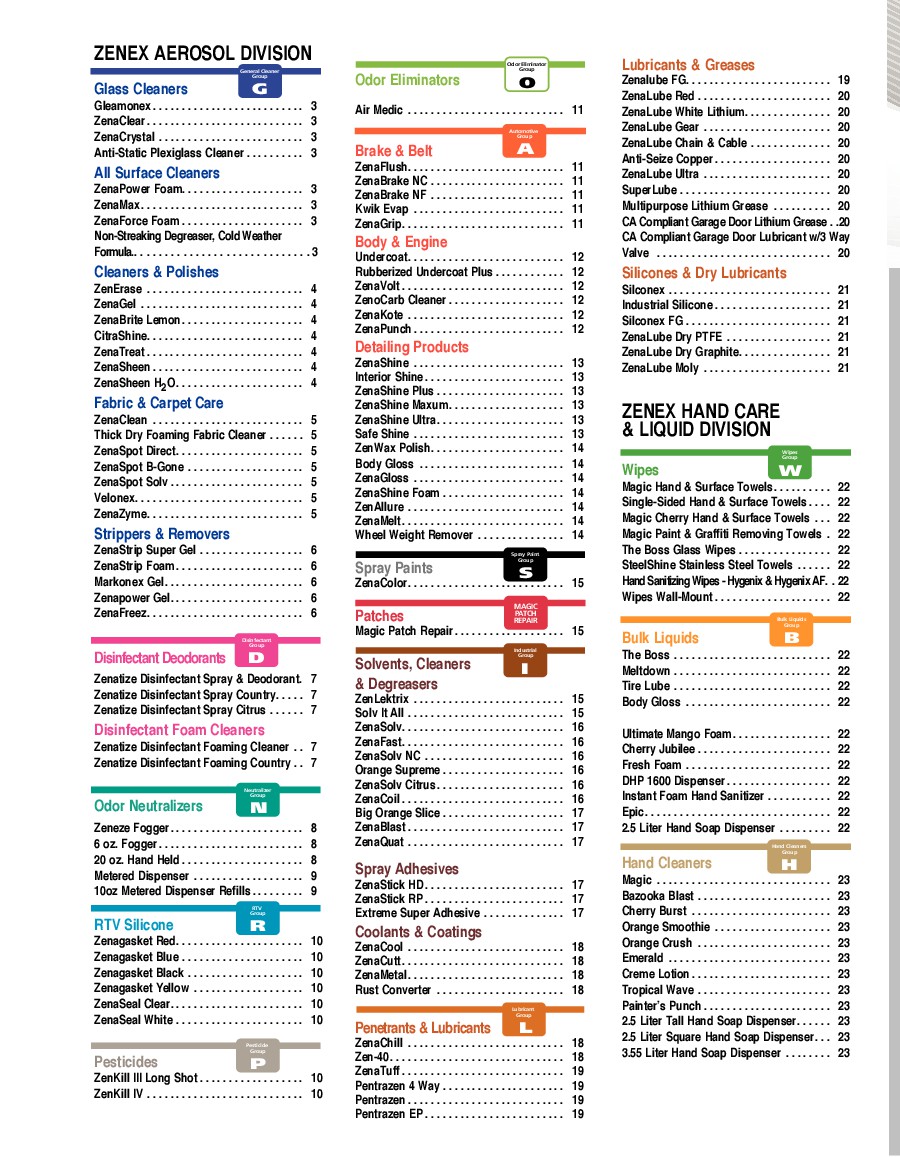 ZENEX AEROSOL DIVISION
General Cleaner
Group
G
Glass Cleaners
Gleamonex . . . . . . . . . . . . . . . . . . . . . . . . . . 3
ZenaClear . . . . . . . . . . . . . . . . . . . . . . . . . . . 3
ZenaCrystal . . . . . . . . . . . . . . . . . . . . . . . . . 3
Anti-Static Plexiglass Cleaner . . . . . . . . . . 3
All Surface Cleaners
ZenaPower Foam. . . . . . . . . . . . . . . . . . . . . 3
ZenaMax. . . . . . . . . . . . . . . . . . . . . . . . . . . . 3
ZenaForce Foam . . . . . . . . . . . . . . . . . . . . . 3
Non-Streaking Degreaser, Cold Weather
Formula.. . . . . . . . . . . . . . . . . . . . . . . . . . . . . .3
Cleaners & Polishes
ZenErase . . . . . . . . . . . . . . . . . . . . . . . . . . . 4
ZenaGel . . . . . . . . . . . . . . . . . . . . . . . . . . . . 4
ZenaBrite Lemon . . . . . . . . . . . . . . . . . . . . . 4
CitraShine. . . . . . . . . . . . . . . . . . . . . . . . . . . 4
ZenaTreat . . . . . . . . . . . . . . . . . . . . . . . . . . . 4
ZenaSheen . . . . . . . . . . . . . . . . . . . . . . . . . . 4
ZenaSheen H2O. . . . . . . . . . . . . . . . . . . . . . 4
Fabric & Carpet Care
ZenaClean . . . . . . . . . . . . . . . . . . . . . . . . . . 5
Thick Dry Foaming Fabric Cleaner . . . . . . 5
ZenaSpot Direct. . . . . . . . . . . . . . . . . . . . . . 5
ZenaSpot B-Gone . . . . . . . . . . . . . . . . . . . . 5
ZenaSpot Solv . . . . . . . . . . . . . . . . . . . . . . . 5
Velonex. . . . . . . . . . . . . . . . . . . . . . . . . . . . . 5
ZenaZyme. . . . . . . . . . . . . . . . . . . . . . . . . . . 5
Strippers & Removers
ZenaStrip Super Gel . . . . . . . . . . . . . . . . . . 6
ZenaStrip Foam . . . . . . . . . . . . . . . . . . . . . . 6
Markonex Gel . . . . . . . . . . . . . . . . . . . . . . . . 6
Zenapower Gel . . . . . . . . . . . . . . . . . . . . . . . 6
ZenaFreez. . . . . . . . . . . . . . . . . . . . . . . . . . . 6
Disinfectant
Group
D
Disinfectant Deodorants
Zenatize Disinfectant Spray & Deodorant. 7
Zenatize Disinfectant Spray Country. . . . . 7
Zenatize Disinfectant Spray Citrus . . . . . . 7
Disinfectant Foam Cleaners
Zenatize Disinfectant Foaming Cleaner . . 7
Zenatize Disinfectant Foaming Country . . 7
Neutralizer
Group
N
Odor Neutralizers
Zeneze Fogger . . . . . . . . . . . . . . . . . . . . . . . 8
6 oz. Fogger . . . . . . . . . . . . . . . . . . . . . . . . . 8
20 oz. Hand Held . . . . . . . . . . . . . . . . . . . . . 8
Metered Dispenser . . . . . . . . . . . . . . . . . . . 9
10oz Metered Dispenser Refills . . . . . . . . . 9
RTV
Group
R
RTV Silicone
Zenagasket Red. . . . . . . . . . . . . . . . . . . . . . 10
Zenagasket Blue . . . . . . . . . . . . . . . . . . . . . 10
Zenagasket Black . . . . . . . . . . . . . . . . . . . . 10
Zenagasket Yellow . . . . . . . . . . . . . . . . . . . 10
ZenaSeal Clear. . . . . . . . . . . . . . . . . . . . . . . 10
ZenaSeal White . . . . . . . . . . . . . . . . . . . . . . 10
Pesticide
Group
P
Pesticides
ZenKill III Long Shot . . . . . . . . . . . . . . . . . . 10
ZenKill IV . . . . . . . . . . . . . . . . . . . . . . . . . . . 10
Odor Eliminator
Group
O
Odor Eliminators
Air Medic . . . . . . . . . . . . . . . . . . . . . . . . . . . 11
Automotive
Group
A
Brake & Belt
ZenaFlush. . . . . . . . . . . . . . . . . . . . . . . . . . . 11
ZenaBrake NC . . . . . . . . . . . . . . . . . . . . . . . 11
ZenaBrake NF . . . . . . . . . . . . . . . . . . . . . . . 11
Kwik Evap . . . . . . . . . . . . . . . . . . . . . . . . . . 11
ZenaGrip. . . . . . . . . . . . . . . . . . . . . . . . . . . . 11
Body & Engine
Undercoat. . . . . . . . . . . . . . . . . . . . . . . . . . . 12
Rubberized Undercoat Plus . . . . . . . . . . . . 12
ZenaVolt . . . . . . . . . . . . . . . . . . . . . . . . . . . . 12
ZenoCarb Cleaner . . . . . . . . . . . . . . . . . . . . 12
ZenaKote . . . . . . . . . . . . . . . . . . . . . . . . . . . 12
ZenaPunch . . . . . . . . . . . . . . . . . . . . . . . . . . 12
Detailing Products
ZenaShine . . . . . . . . . . . . . . . . . . . . . . . . . . 13
Interior Shine . . . . . . . . . . . . . . . . . . . . . . . . 13
ZenaShine Plus . . . . . . . . . . . . . . . . . . . . . . 13
ZenaShine Maxum. . . . . . . . . . . . . . . . . . . . 13
ZenaShine Ultra. . . . . . . . . . . . . . . . . . . . . . 13
Safe Shine . . . . . . . . . . . . . . . . . . . . . . . . . . 13
ZenWax Polish. . . . . . . . . . . . . . . . . . . . . . . 14
Body Gloss . . . . . . . . . . . . . . . . . . . . . . . . . 14
ZenaGloss . . . . . . . . . . . . . . . . . . . . . . . . . . 14
ZenaShine Foam . . . . . . . . . . . . . . . . . . . . . 14
ZenAllure . . . . . . . . . . . . . . . . . . . . . . . . . . . 14
ZenaMelt. . . . . . . . . . . . . . . . . . . . . . . . . . . . 14
Wheel Weight Remover . . . . . . . . . . . . . . . 14
Spray Paint
Group
S
Spray Paints
ZenaColor. . . . . . . . . . . . . . . . . . . . . . . . . . . 15
MAGIC
PATCH
REPAIR
Patches
Magic Patch Repair . . . . . . . . . . . . . . . . . . . 15
Industrial
Group
I
Solvents, Cleaners
& Degreasers
ZenLektrix . . . . . . . . . . . . . . . . . . . . . . . . . . 15
Solv It All . . . . . . . . . . . . . . . . . . . . . . . . . . . 15
ZenaSolv. . . . . . . . . . . . . . . . . . . . . . . . . . . . 16
ZenaFast. . . . . . . . . . . . . . . . . . . . . . . . . . . . 16
ZenaSolv NC . . . . . . . . . . . . . . . . . . . . . . . . 16
Orange Supreme . . . . . . . . . . . . . . . . . . . . . 16
ZenaSolv Citrus . . . . . . . . . . . . . . . . . . . . . . 16
ZenaCoil . . . . . . . . . . . . . . . . . . . . . . . . . . . . 16
Big Orange Slice . . . . . . . . . . . . . . . . . . . . . 17
ZenaBlast . . . . . . . . . . . . . . . . . . . . . . . . . . . 17
ZenaQuat . . . . . . . . . . . . . . . . . . . . . . . . . . . 17
Spray Adhesives
ZenaStick HD. . . . . . . . . . . . . . . . . . . . . . . . 17
ZenaStick RP. . . . . . . . . . . . . . . . . . . . . . . . 17
Extreme Super Adhesive . . . . . . . . . . . . . . 17
Coolants & Coatings
ZenaCool . . . . . . . . . . . . . . . . . . . . . . . . . . . 18
ZenaCutt. . . . . . . . . . . . . . . . . . . . . . . . . . . . 18
ZenaMetal. . . . . . . . . . . . . . . . . . . . . . . . . . . 18
Rust Converter . . . . . . . . . . . . . . . . . . . . . . 18
Lubricant
Group
L
Penetrants & Lubricants
ZenaChill . . . . . . . . . . . . . . . . . . . . . . . . . . . 18
Zen-40. . . . . . . . . . . . . . . . . . . . . . . . . . . . . . 18
ZenaTuff . . . . . . . . . . . . . . . . . . . . . . . . . . . . 19
Pentrazen 4 Way . . . . . . . . . . . . . . . . . . . . . 19
Pentrazen . . . . . . . . . . . . . . . . . . . . . . . . . . . 19
Pentrazen EP . . . . . . . . . . . . . . . . . . . . . . . . 19
Lubricants & Greases
Zenalube FG. . . . . . . . . . . . . . . . . . . . . . . . . 19
ZenaLube Red . . . . . . . . . . . . . . . . . . . . . . . 20
ZenaLube White Lithium. . . . . . . . . . . . . . . 20
ZenaLube Gear . . . . . . . . . . . . . . . . . . . . . . 20
ZenaLube Chain & Cable . . . . . . . . . . . . . . 20
Anti-Seize Copper . . . . . . . . . . . . . . . . . . . . 20
ZenaLube Ultra . . . . . . . . . . . . . . . . . . . . . . 20
SuperLube . . . . . . . . . . . . . . . . . . . . . . . . . . 20
Multipurpose Lithium Grease . . . . . . . . . . 20
CA Compliant Garage Door Lithium Grease . .20
CA Compliant Garage Door Lubricant w/3 Way
Valve . . . . . . . . . . . . . . . . . . . . . . . . . . . . . . 20
Silicones & Dry Lubricants
Silconex . . . . . . . . . . . . . . . . . . . . . . . . . . . . 21
Industrial Silicone . . . . . . . . . . . . . . . . . . . . 21
Silconex FG . . . . . . . . . . . . . . . . . . . . . . . . . 21
ZenaLube Dry PTFE . . . . . . . . . . . . . . . . . . 21
ZenaLube Dry Graphite. . . . . . . . . . . . . . . . 21
ZenaLube Moly . . . . . . . . . . . . . . . . . . . . . . 21
ZENEX HAND CARE
& LIQUID DIVISION
Wiper
Group
W
Wipes
Magic Hand & Surface Towels . . . . . . . . . . 22
Single-Sided Hand & Surface Towels . . . . 22
Magic Cherry Hand & Surface Towels . . . 22
Magic Paint & Graffiti Removing Towels . 22
The Boss Glass Wipes . . . . . . . . . . . . . . . . 22
SteelShine Stainless Steel Towels . . . . . . 22
Hand Sanitizing Wipes - Hygenix & Hygenix AF. . 22
Wipes Wall-Mount . . . . . . . . . . . . . . . . . . . . 22
Bulk Liquids
Group
B
Bulk Liquids
The Boss . . . . . . . . . . . . . . . . . . . . . . . . . . . 22
Meltdown . . . . . . . . . . . . . . . . . . . . . . . . . . . 22
Tire Lube . . . . . . . . . . . . . . . . . . . . . . . . . . . 22
Body Gloss . . . . . . . . . . . . . . . . . . . . . . . . . 22
Ultimate Mango Foam . . . . . . . . . . . . . . . . . 22
Cherry Jubilee . . . . . . . . . . . . . . . . . . . . . . . 22
Fresh Foam . . . . . . . . . . . . . . . . . . . . . . . . . 22
DHP 1600 Dispenser . . . . . . . . . . . . . . . . . . 22
Instant Foam Hand Sanitizer . . . . . . . . . . . 22
Epic . . . . . . . . . . . . . . . . . . . . . . . . . . . . . . . . 22
2.5 Liter Hand Soap Dispenser . . . . . . . . . 22
Hand Cleaners
Group
H
Hand Cleaners
Magic . . . . . . . . . . . . . . . . . . . . . . . . . . . . . . 23
Bazooka Blast . . . . . . . . . . . . . . . . . . . . . . . 23
Cherry Burst . . . . . . . . . . . . . . . . . . . . . . . . 23
Orange Smoothie . . . . . . . . . . . . . . . . . . . . 23
Orange Crush . . . . . . . . . . . . . . . . . . . . . . . 23
Emerald . . . . . . . . . . . . . . . . . . . . . . . . . . . . 23
Creme Lotion . . . . . . . . . . . . . . . . . . . . . . . . 23
Tropical Wave . . . . . . . . . . . . . . . . . . . . . . . 23
Painter's Punch . . . . . . . . . . . . . . . . . . . . . . 23
2.5 Liter Tall Hand Soap Dispenser. . . . . . 23
2.5 Liter Square Hand Soap Dispenser. . . 23
3.55 Liter Hand Soap Dispenser . . . . . . . . 23